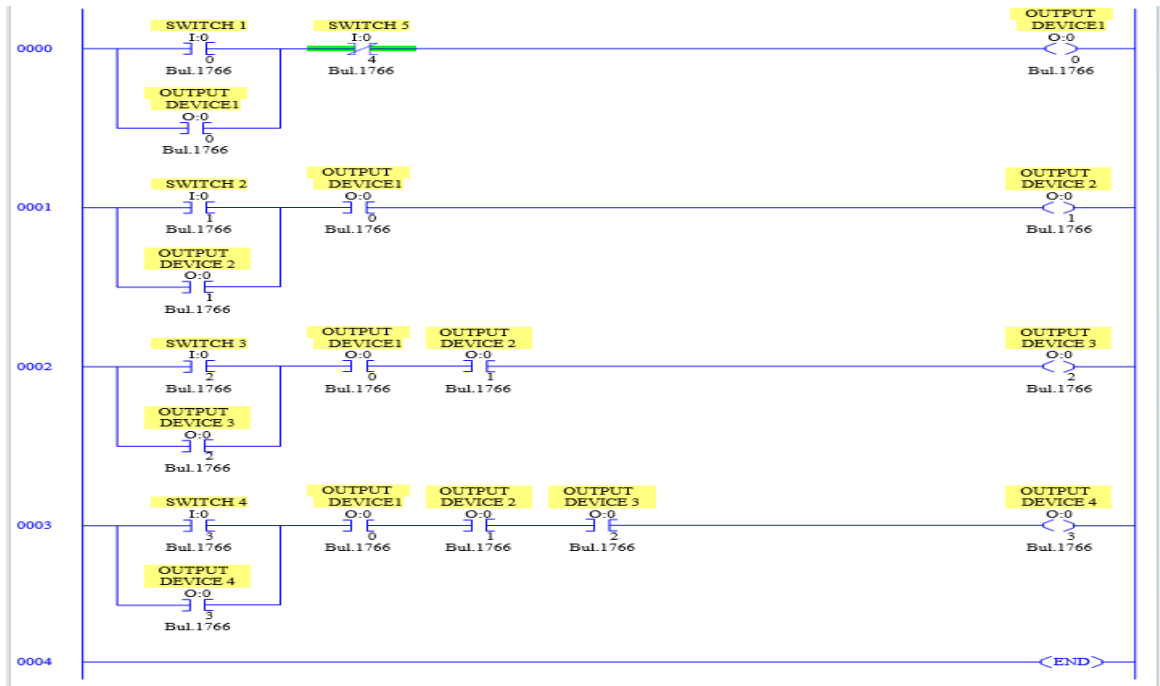 SWITCH 1 SWITCH 5 OUTPUT
DEVICE1
0000 I:0 I:0 O:0
0 4 0
Bul.1766 Bul.1766 Bul.1766
OUTPUT
DEVICE1
O:0
0
Bul.1766
OUTPUT OUTPUT
SWITCH 2 DEVICE1 DEVICE 2
0001 I:0 O:0 O:0
1 0 1
Bul.1766 Bul.1766 Bul.1766
OUTPUT
DEVICE 2
O:0
1
Bul.1766
OUTPUT OUTPUT OUTPUT
SWITCH 3 DEVICE1 DEVICE 2 DEVICE 3
0002 I:0 O:0 O:0 O:0
2 0 1 2
Bul.1766 Bul.1766 Bul.1766 Bul.1766
OUTPUT
DEVICE 3
O:0
2
Bul.1766
OUTPUT OUTPUT OUTPUT OUTPUT
SWITCH 4 DEVICE1 DEVICE 2 DEVICE 3 DEVICE 4
0003 I:0 O:0 O:0 O:0 O:0
3 0 1 2 3
Bul.1766 Bul.1766 Bul.1766 Bul.1766 Bul.1766
OUTPUT
DEVICE 4
O:0
3
Bul.1766
0004 END